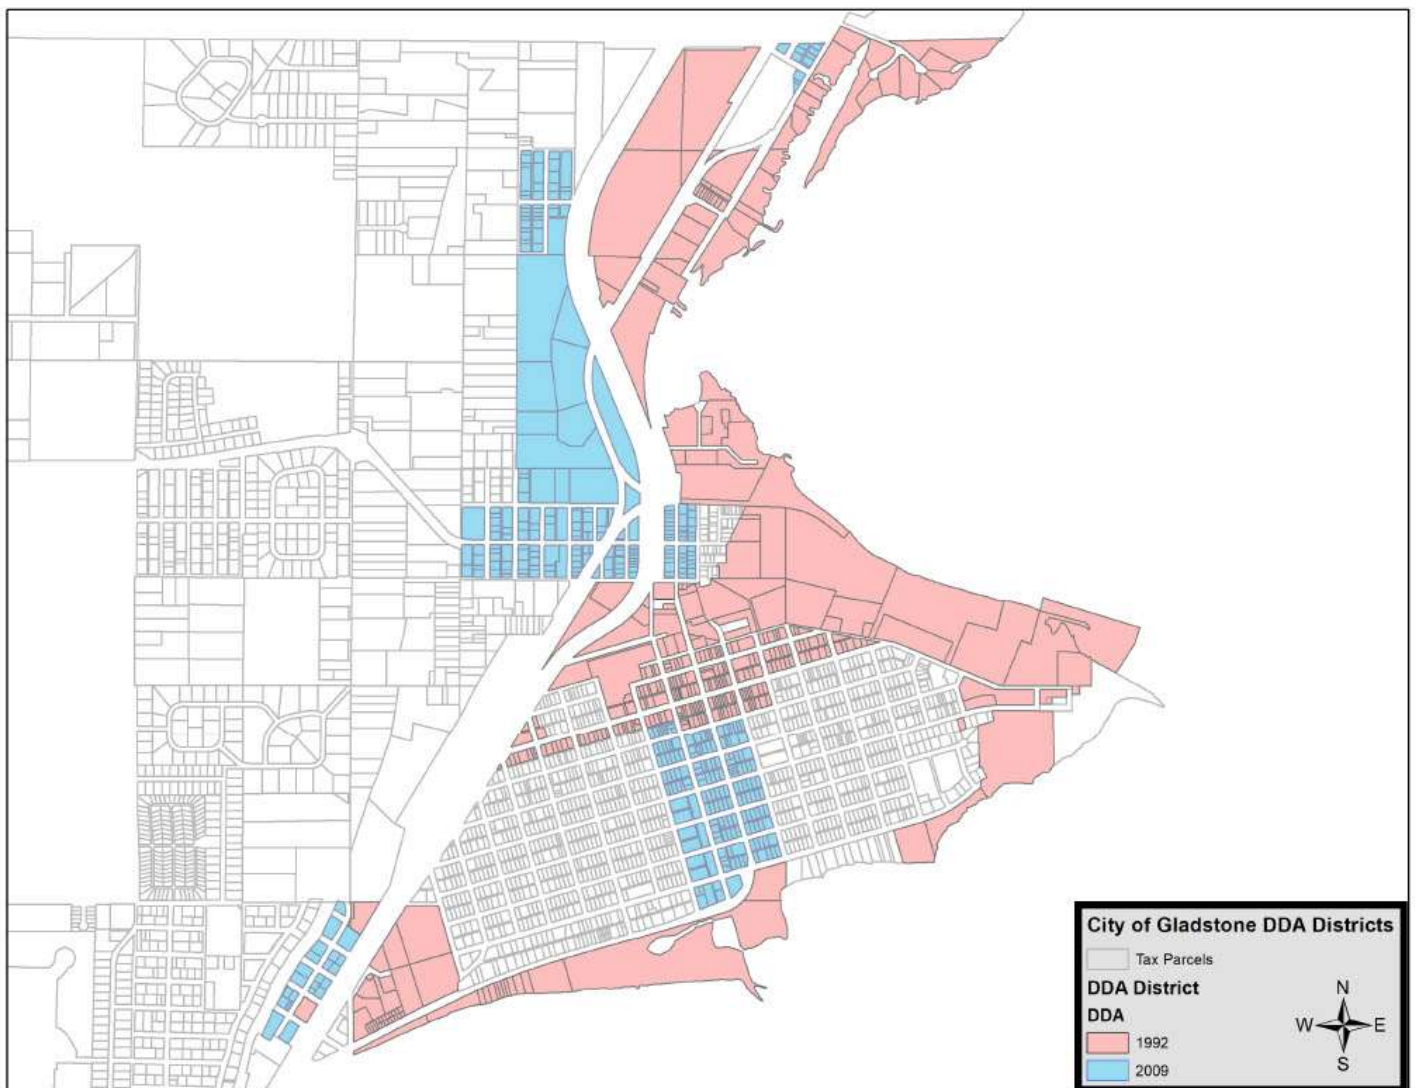 City of Gladstone DDA Districts
Tax Parcels
DDA District
DDA
1992
2009
N
W E
S